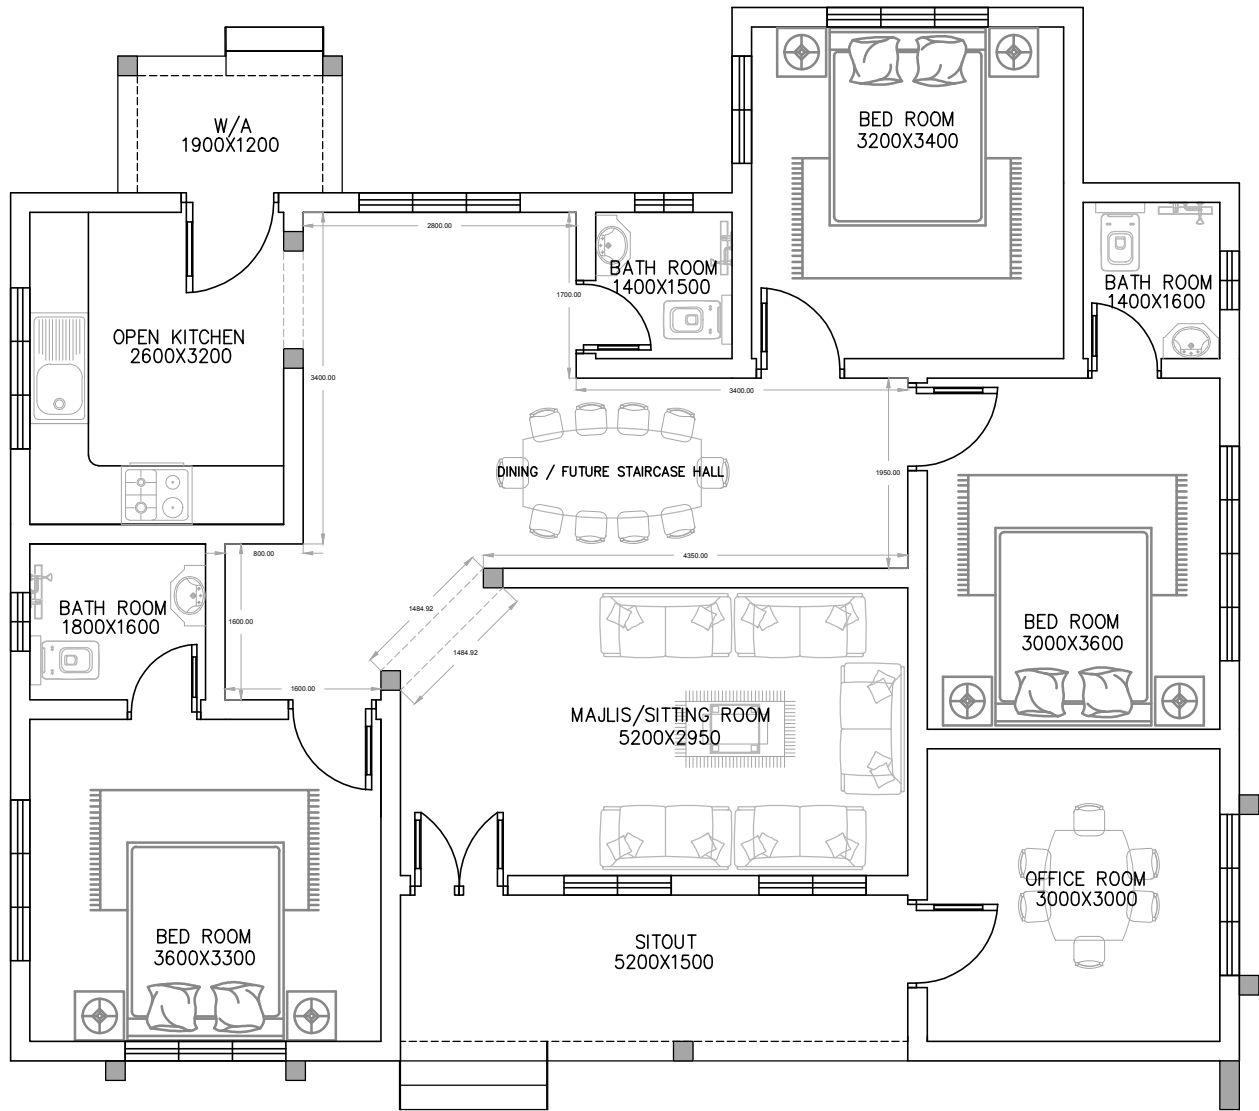 BED ROOM
3200X3400
W/A
1900X1200
2800.00
BATH ROOM
1400X1500
1700.00
BATH ROOM
1400X1600
OPEN KITCHEN
2600X3200
3400.00
3400.00
DINING / FUTURE STAIRCASE HALL
1950.00
800.00
4350.00
BATH ROOM
1800X1600
1484.92
1600.00
1484.92
BED ROOM
3000X3600
1600.00
MAJLIS/SITTING ROOM
5200X2950
OFFICE ROOM
3000X3000
BED ROOM
3600X3300
SITOUT
5200X1500